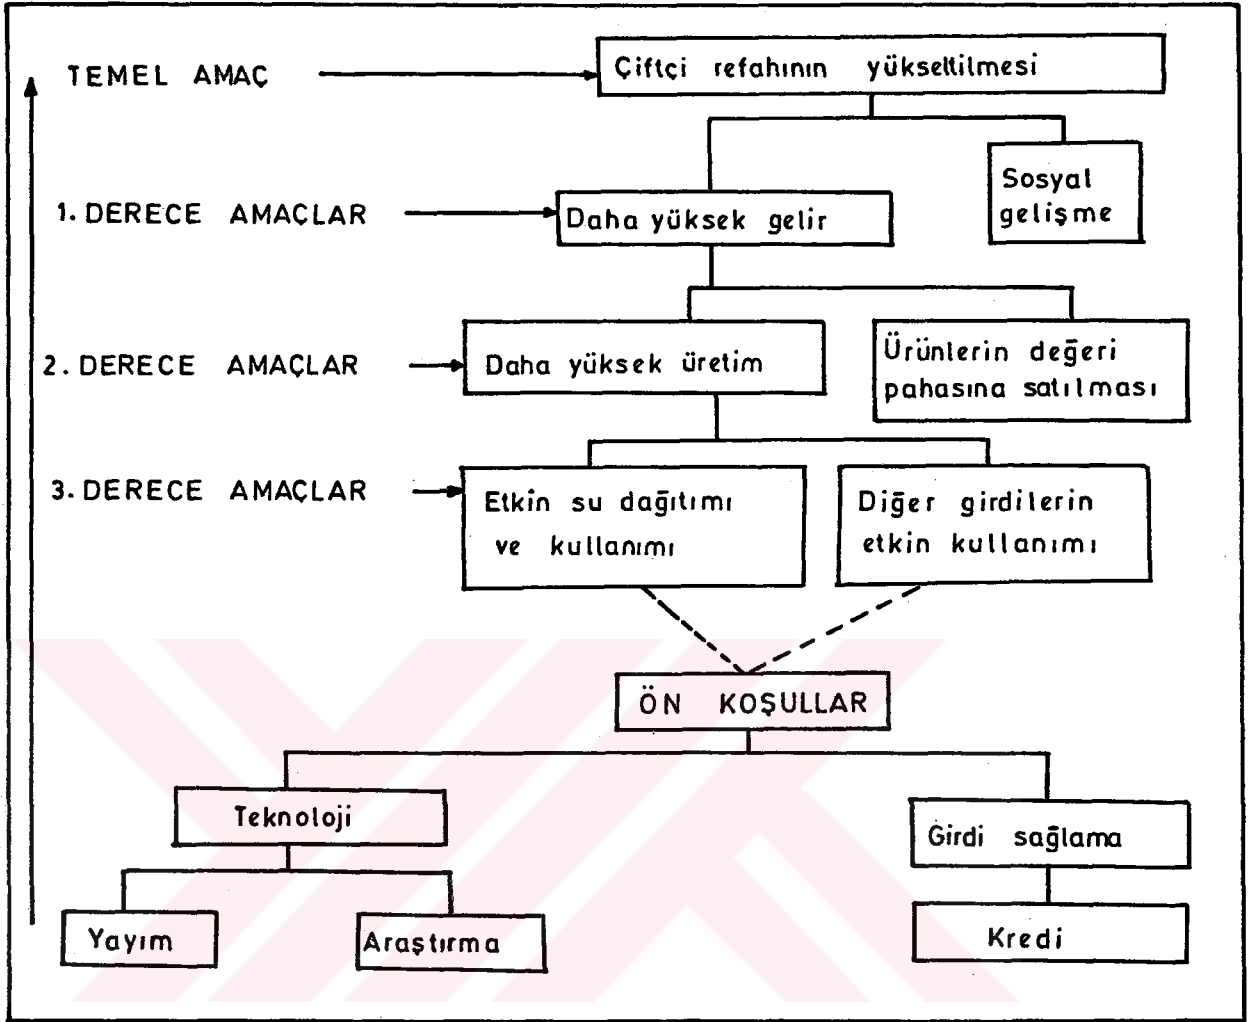 TEMEL AMAÇ
Çiftçi refahının yükseltilmesi
Sosyal
gelişme
1. DERECE AMAÇLAR
Daha yüksek gelir
2. DERECE AMAÇLAR
Daha yüksek üretim
Ürünlerin değeri
pahasına satılması
3. DERECE AMAÇLAR
Etkin su dağıtımı
ve kullanımı
Diğer girdilerin
etkin kullanımı
ÖN KOŞULLAR
Teknoloji
Girdi sağlama
Yayım
Araştırma
Kredi